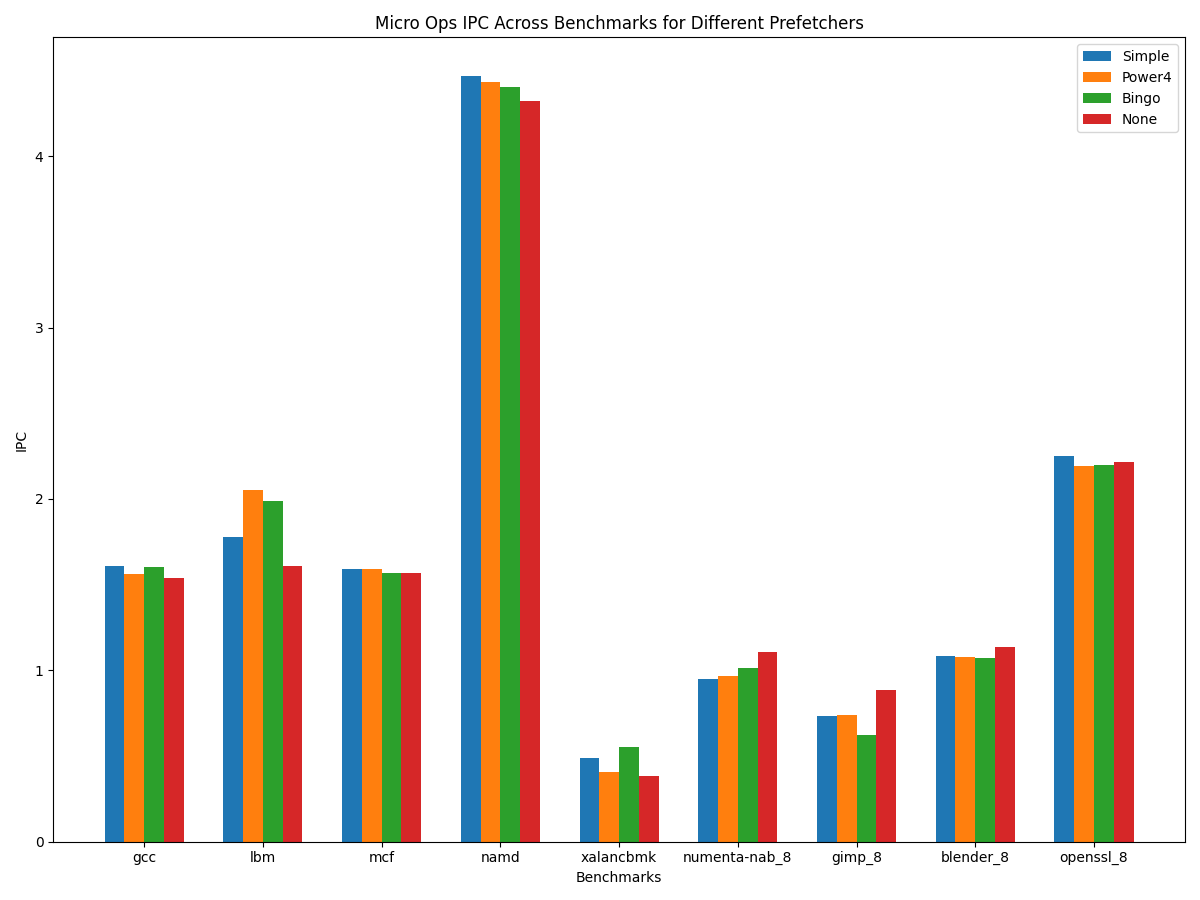 Micro Ops IPC Across Benchmarks for Different Prefetchers
Simple
Power4
Bingo
None
4
3
2
1
0
IPC
gcc lbm mcf namd xalancbmk numenta-nab_8 gimp_8 blender_8 openssl_8
Benchmarks